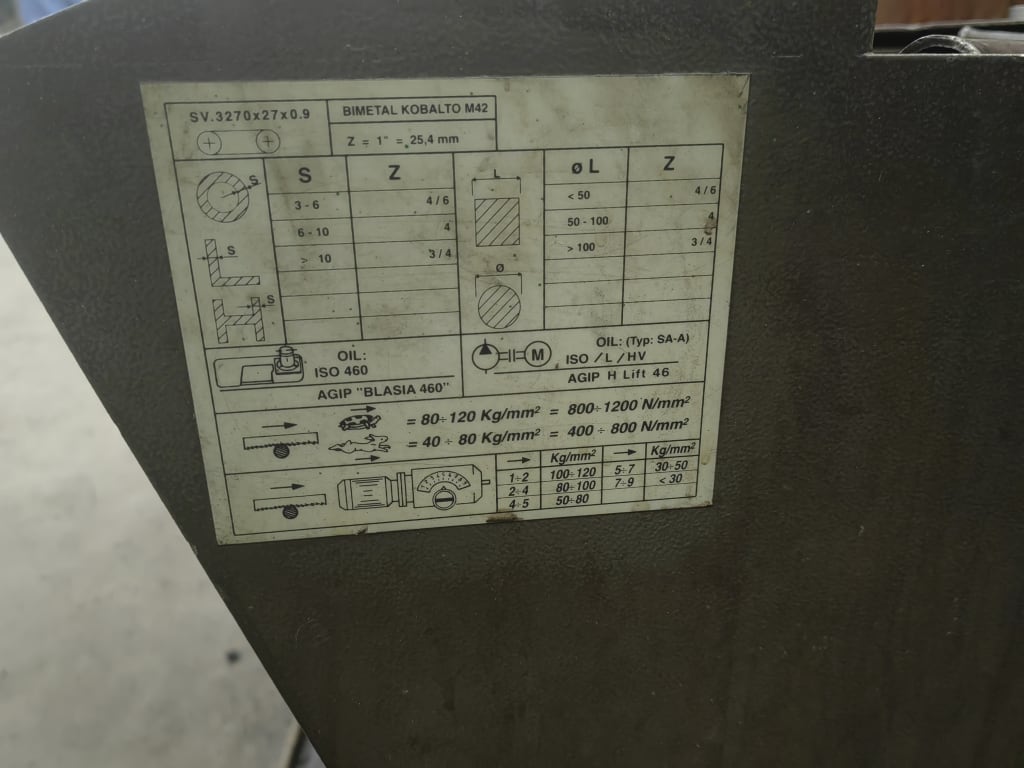 SV.3270x27x0.9
BIMETAL KOBALTO M42
Z = 1" = 25,4 mm
S Z
S 3-6 4/6
6-10 4
S > 10 3/4
S
L ø L Z
< 50 4/6
50-100 4
> 100 3/4
Ø
OIL:
ISO 460
AGIP "BLASIA 460"
M OIL: (Typ: SA-A)
ISO /L/HV
AGIP H Lift 46
= 80÷120 Kg/mm² = 800÷1200 N/mm²
= 40 ÷ 80 Kg/mm² = 400 ÷ 800 N/mm²
Kg/mm² Kg/mm²
1÷2 100÷120 5÷7 30÷50
2÷4 80÷100 7÷9 < 30
4÷5 50÷80